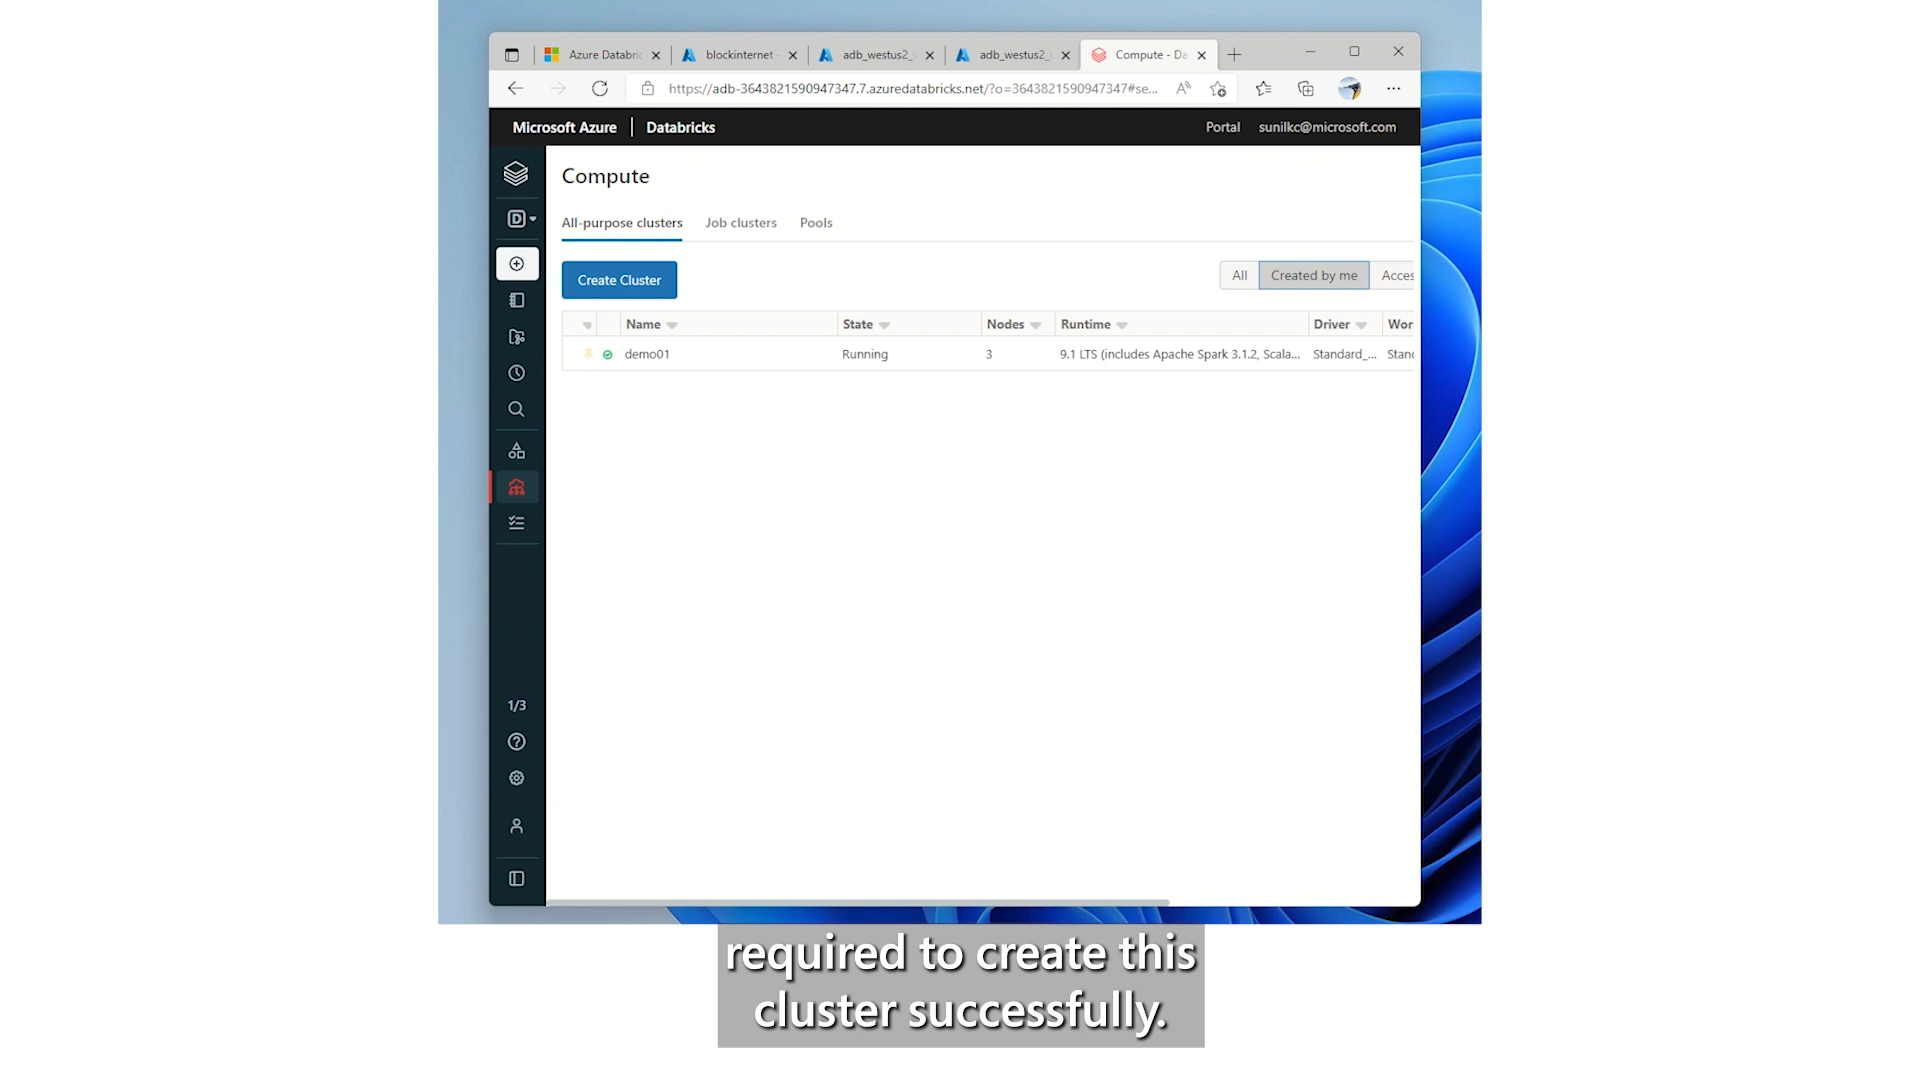 Azure Databri
blockinternet
adb_westus2_
adb_westus2_
Compute - Da
https://adb-3643821590947347.7.azuredatabricks.net/?o=3643821590947347#se...
Microsoft Azure
Databricks
Portal
sunilkc@microsoft.com
D
Compute
All-purpose clusters
Job clusters
Pools
Create Cluster
All
Created by me
Acces
Name
State
Nodes
Runtime
Driver
Wor
demo01
Running
3
9.1 LTS (includes Apache Spark 3.1.2, Scala...
Standard_...
Stand
1/3
required to create this
cluster successfully.